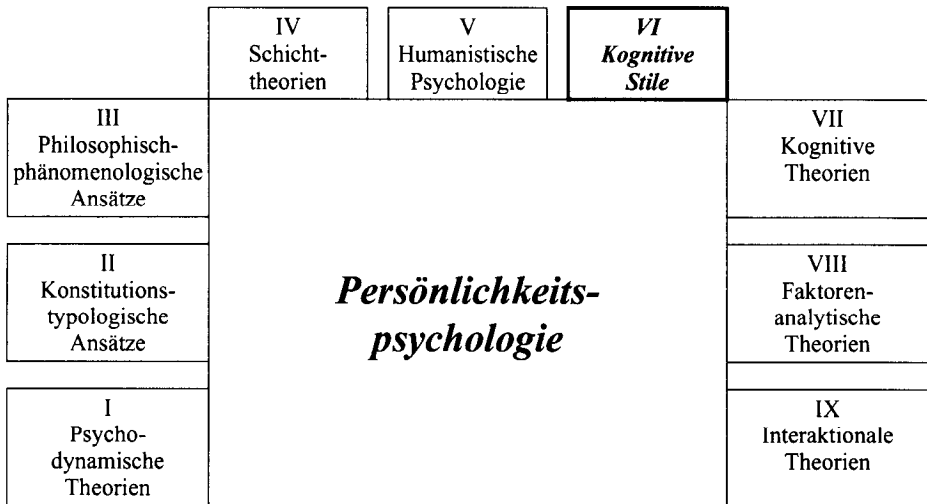 IV
Schicht-
theorien
V
Humanistische
Psychologie
VI
Kognitive
Stile
III
Philosophisch-
phänomenologische
Ansätze
VII
Kognitive
Theorien
II
Konstitutions-
typologische
Ansätze
Persönlichkeits-
psychologie
VIII
Faktoren-
analytische
Theorien
I
Psycho-
dynamische
Theorien
IX
Interaktionale
Theorien